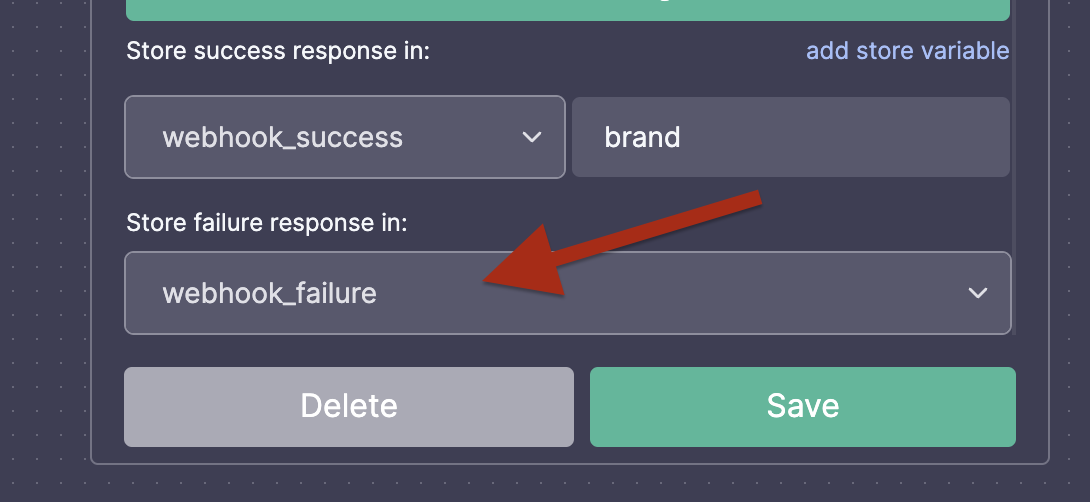 Store success response in:
add store variable
webhook_success
brand
Store failure response in:
webhook_failure
Delete
Save